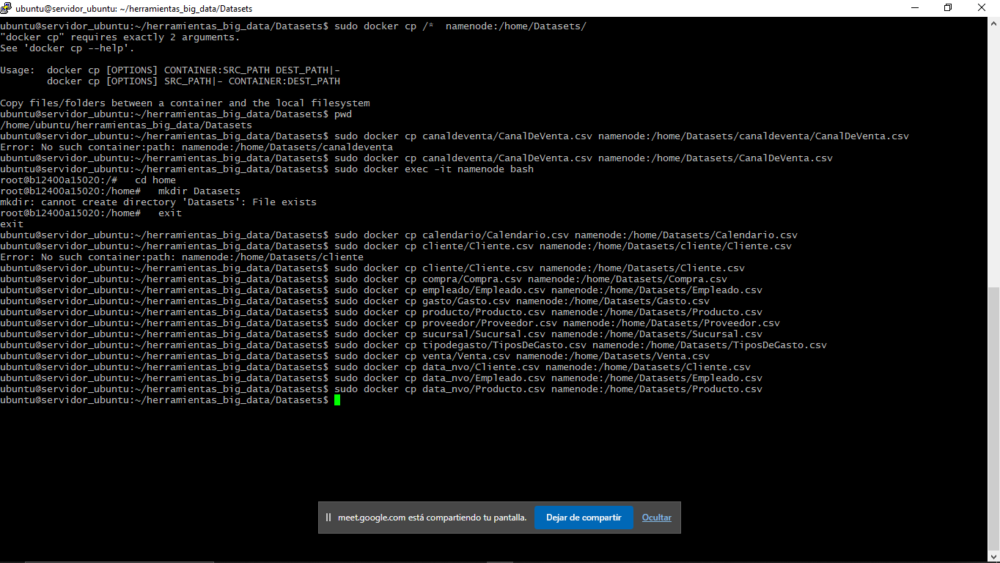 ubuntu@servidor_ubuntu: ~/herramientas_big_data/Datasets
ubuntu@servidor_ubuntu:~/herramientas_big_data/Datasets$ sudo docker cp /*  namenode:/home/Datasets/
"docker cp" requires exactly 2 arguments.
See 'docker cp --help'.
Usage:  docker cp [OPTIONS] CONTAINER:SRC_PATH DEST_PATH|-
        docker cp [OPTIONS] SRC_PATH|- CONTAINER:DEST_PATH
Copy files/folders between a container and the local filesystem
ubuntu@servidor_ubuntu:~/herramientas_big_data/Datasets$ pwd
/home/ubuntu/herramientas_big_data/Datasets
ubuntu@servidor_ubuntu:~/herramientas_big_data/Datasets$ sudo docker cp canaldeventa/CanalDeVenta.csv namenode:/home/Datasets/canaldeventa/CanalDeVenta.csv
Error: No such container:path: namenode:/home/Datasets/canaldeventa
ubuntu@servidor_ubuntu:~/herramientas_big_data/Datasets$ sudo docker cp canaldeventa/CanalDeVenta.csv namenode:/home/Datasets/CanalDeVenta.csv
ubuntu@servidor_ubuntu:~/herramientas_big_data/Datasets$ sudo docker exec -it namenode bash
root@b12400a15020:/#   cd home
root@b12400a15020:/home#   mkdir Datasets
mkdir: cannot create directory 'Datasets': File exists
root@b12400a15020:/home#   exit
exit
ubuntu@servidor_ubuntu:~/herramientas_big_data/Datasets$ sudo docker cp calendario/Calendario.csv namenode:/home/Datasets/Calendario.csv
ubuntu@servidor_ubuntu:~/herramientas_big_data/Datasets$ sudo docker cp cliente/Cliente.csv namenode:/home/Datasets/cliente/Cliente.csv
Error: No such container:path: namenode:/home/Datasets/cliente
ubuntu@servidor_ubuntu:~/herramientas_big_data/Datasets$ sudo docker cp cliente/Cliente.csv namenode:/home/Datasets/Cliente.csv
ubuntu@servidor_ubuntu:~/herramientas_big_data/Datasets$ sudo docker cp compra/Compra.csv namenode:/home/Datasets/Compra.csv
ubuntu@servidor_ubuntu:~/herramientas_big_data/Datasets$ sudo docker cp empleado/Empleado.csv namenode:/home/Datasets/Empleado.csv
ubuntu@servidor_ubuntu:~/herramientas_big_data/Datasets$ sudo docker cp gasto/Gasto.csv namenode:/home/Datasets/Gasto.csv
ubuntu@servidor_ubuntu:~/herramientas_big_data/Datasets$ sudo docker cp producto/Producto.csv namenode:/home/Datasets/Producto.csv
ubuntu@servidor_ubuntu:~/herramientas_big_data/Datasets$ sudo docker cp proveedor/Proveedor.csv namenode:/home/Datasets/Proveedor.csv
ubuntu@servidor_ubuntu:~/herramientas_big_data/Datasets$ sudo docker cp sucursal/Sucursal.csv namenode:/home/Datasets/Sucursal.csv
ubuntu@servidor_ubuntu:~/herramientas_big_data/Datasets$ sudo docker cp tipodegasto/TiposDeGasto.csv namenode:/home/Datasets/TiposDeGasto.csv
ubuntu@servidor_ubuntu:~/herramientas_big_data/Datasets$ sudo docker cp venta/Venta.csv namenode:/home/Datasets/Venta.csv
ubuntu@servidor_ubuntu:~/herramientas_big_data/Datasets$ sudo docker cp data_nvo/Cliente.csv namenode:/home/Datasets/Cliente.csv
ubuntu@servidor_ubuntu:~/herramientas_big_data/Datasets$ sudo docker cp data_nvo/Empleado.csv namenode:/home/Datasets/Empleado.csv
ubuntu@servidor_ubuntu:~/herramientas_big_data/Datasets$ sudo docker cp data_nvo/Producto.csv namenode:/home/Datasets/Producto.csv
ubuntu@servidor_ubuntu:~/herramientas_big_data/Datasets$
meet.google.com está compartiendo tu pantalla. Dejar de compartir Ocultar